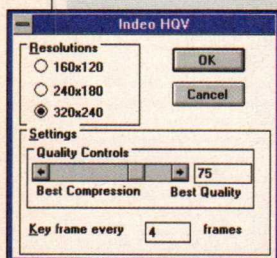 Indeo HQV
Resolutions
160x120
240x180
320x240
OK
Cancel
Settings
Quality Controls
75
Best Compression Best Quality
Key frame every 4 frames